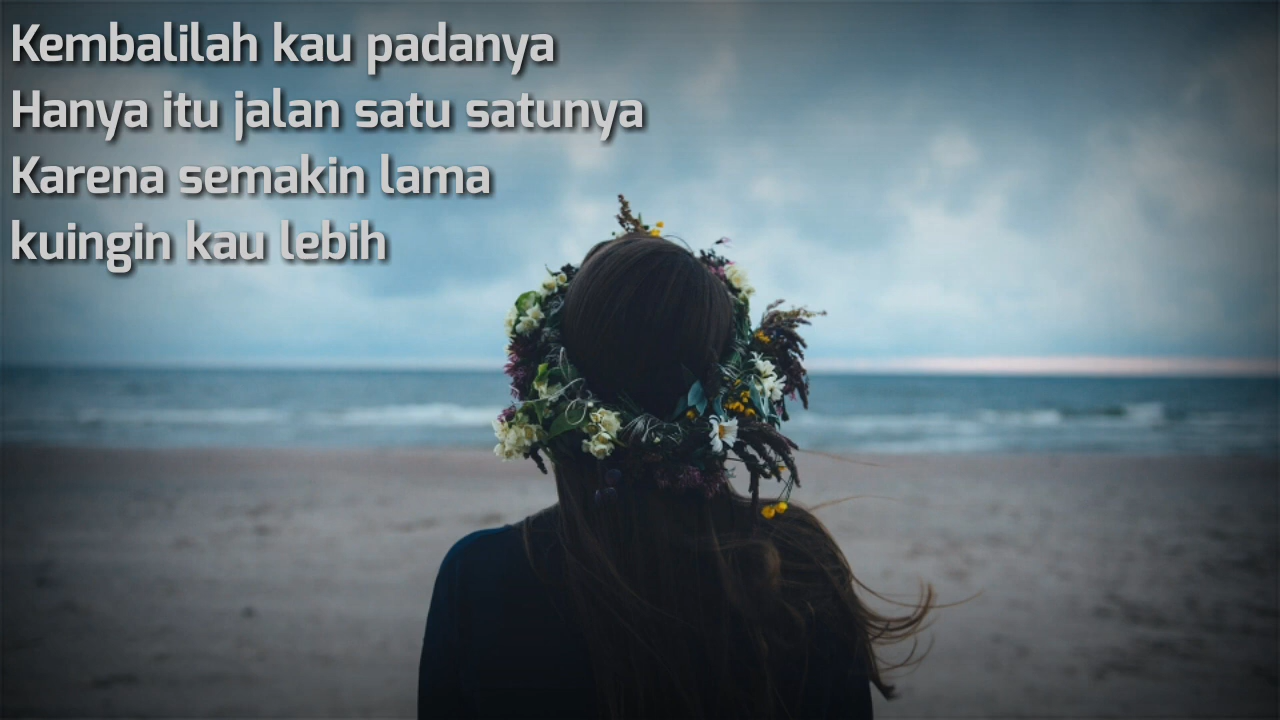 Kembalilah kau padanya
Hanya itu jalan satu satunya
Karena semakin lama
kuingin kau lebih